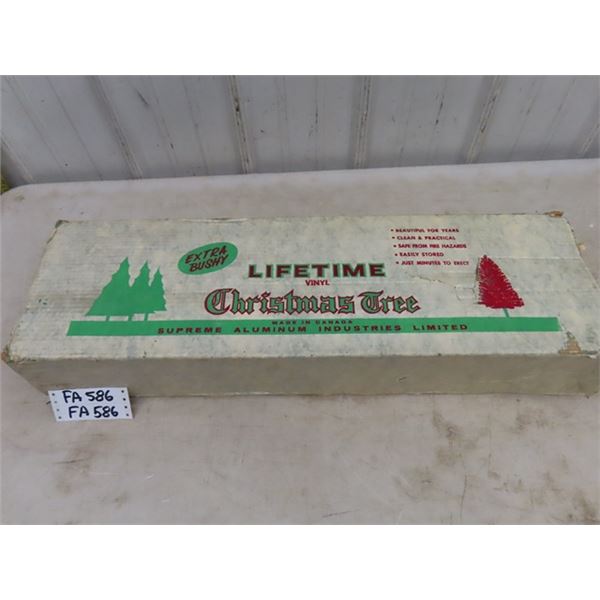 EXTRA
BUSHY
LIFETIME
VINYL
Christmas Tree
MADE IN CANADA
SUPREME ALUMINUM INDUSTRIES LIMITED
• BEAUTIFUL FOR YEARS
• CLEAN & PRACTICAL
• SAFE FROM FIRE HAZARDS
• EASILY STORED
• JUST MINUTES TO ERECT
FA 586
FA 586